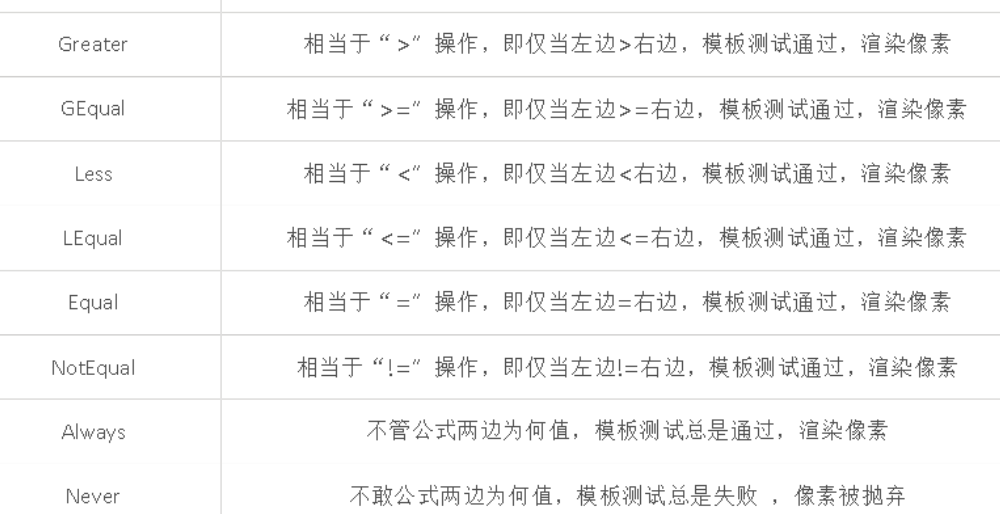 Greater 相当于“>”操作，即仅当左边>右边，模板测试通过，渲染像素
GEqual 相当于“>=”操作，即仅当左边>=右边，模板测试通过，渲染像素
Less 相当于“<”操作，即仅当左边<右边，模板测试通过，渲染像素
LEqual 相当于“<=”操作，即仅当左边<=右边，模板测试通过，渲染像素
Equal 相当于“=”操作，即仅当左边=右边，模板测试通过，渲染像素
NotEqual 相当于“!=”操作，即仅当左边!=右边，模板测试通过，渲染像素
Always 不管公式两边为何值，模板测试总是通过，渲染像素
Never 不敢公式两边为何值，模板测试总是失败 ，像素被抛弃